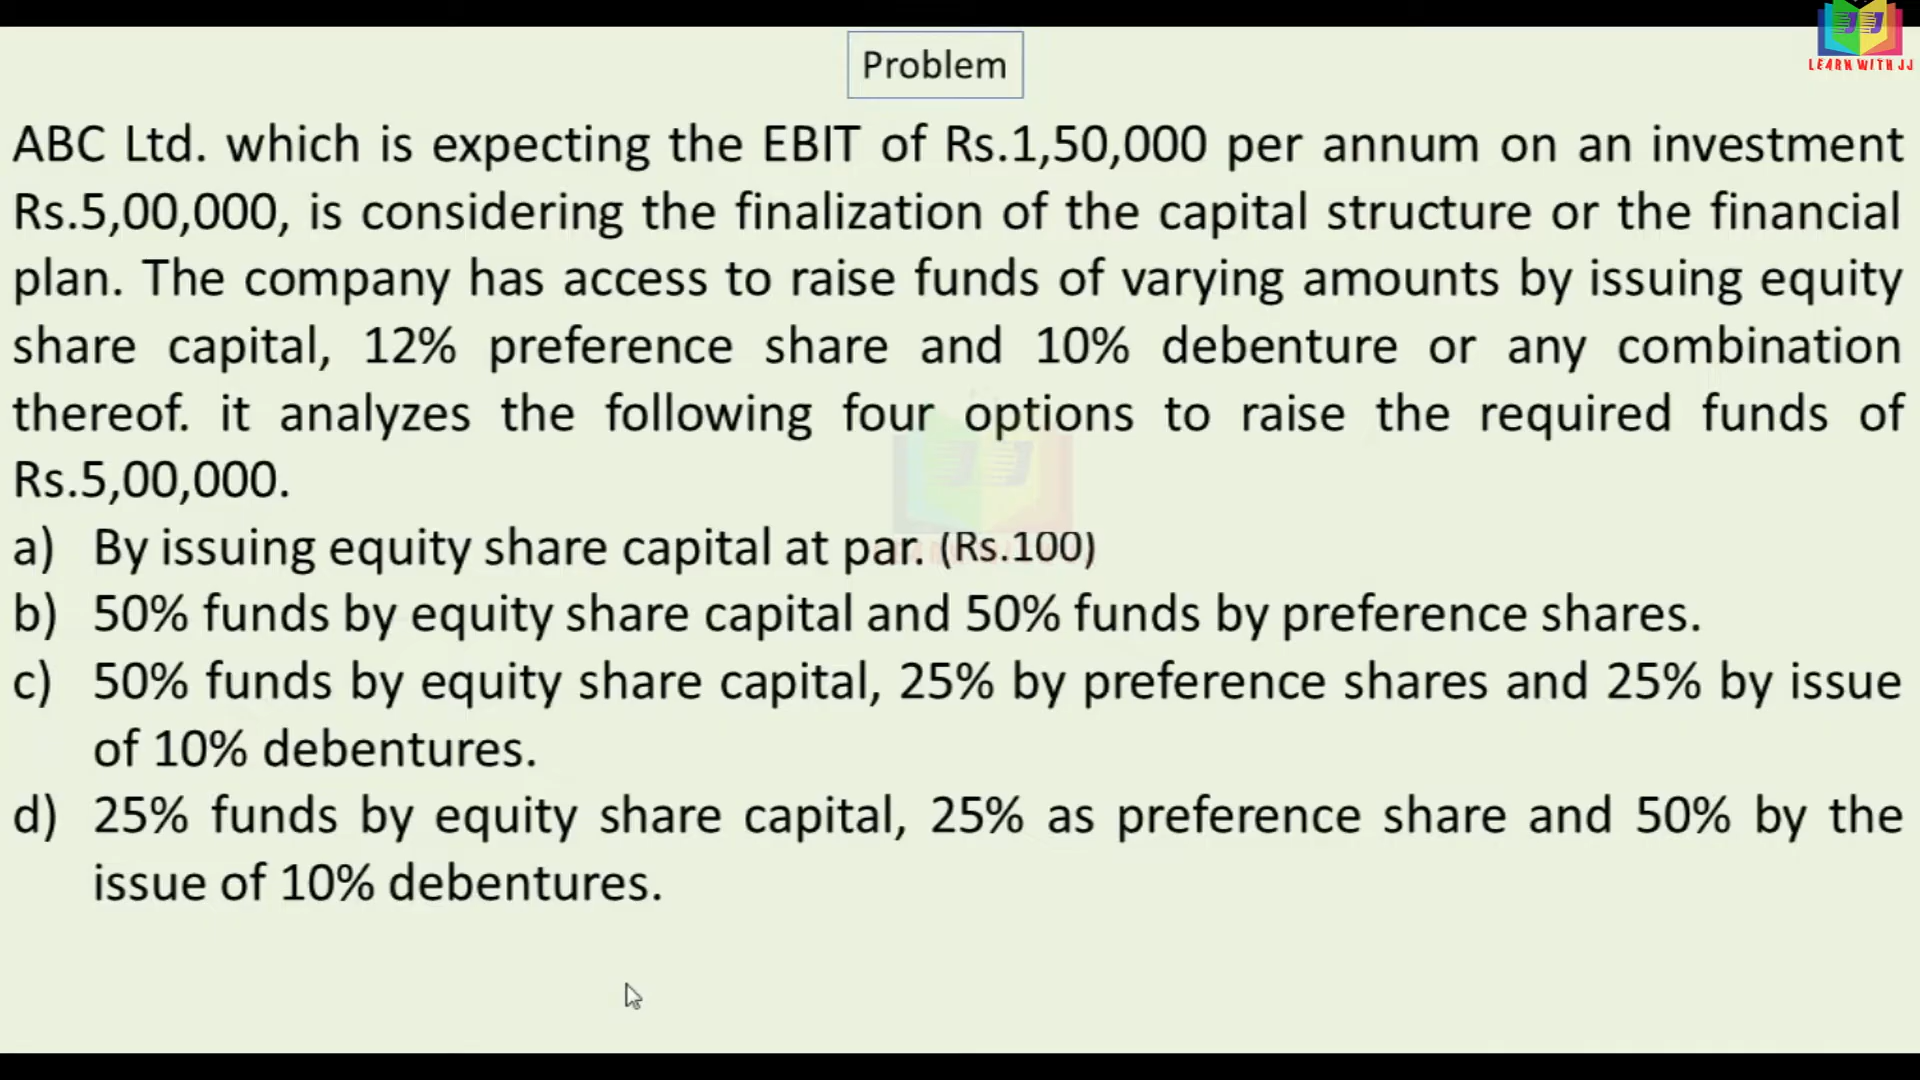 LEARN WITH JJ
Problem
ABC Ltd. which is expecting the EBIT of Rs.1,50,000 per annum on an investment
Rs.5,00,000, is considering the finalization of the capital structure or the financial
plan. The company has access to raise funds of varying amounts by issuing equity
share capital, 12% preference share and 10% debenture or any combination
thereof. it analyzes the following four options to raise the required funds of
Rs.5,00,000.
a) By issuing equity share capital at par. (Rs.100)
b) 50% funds by equity share capital and 50% funds by preference shares.
c) 50% funds by equity share capital, 25% by preference shares and 25% by issue
of 10% debentures.
d) 25% funds by equity share capital, 25% as preference share and 50% by the
issue of 10% debentures.